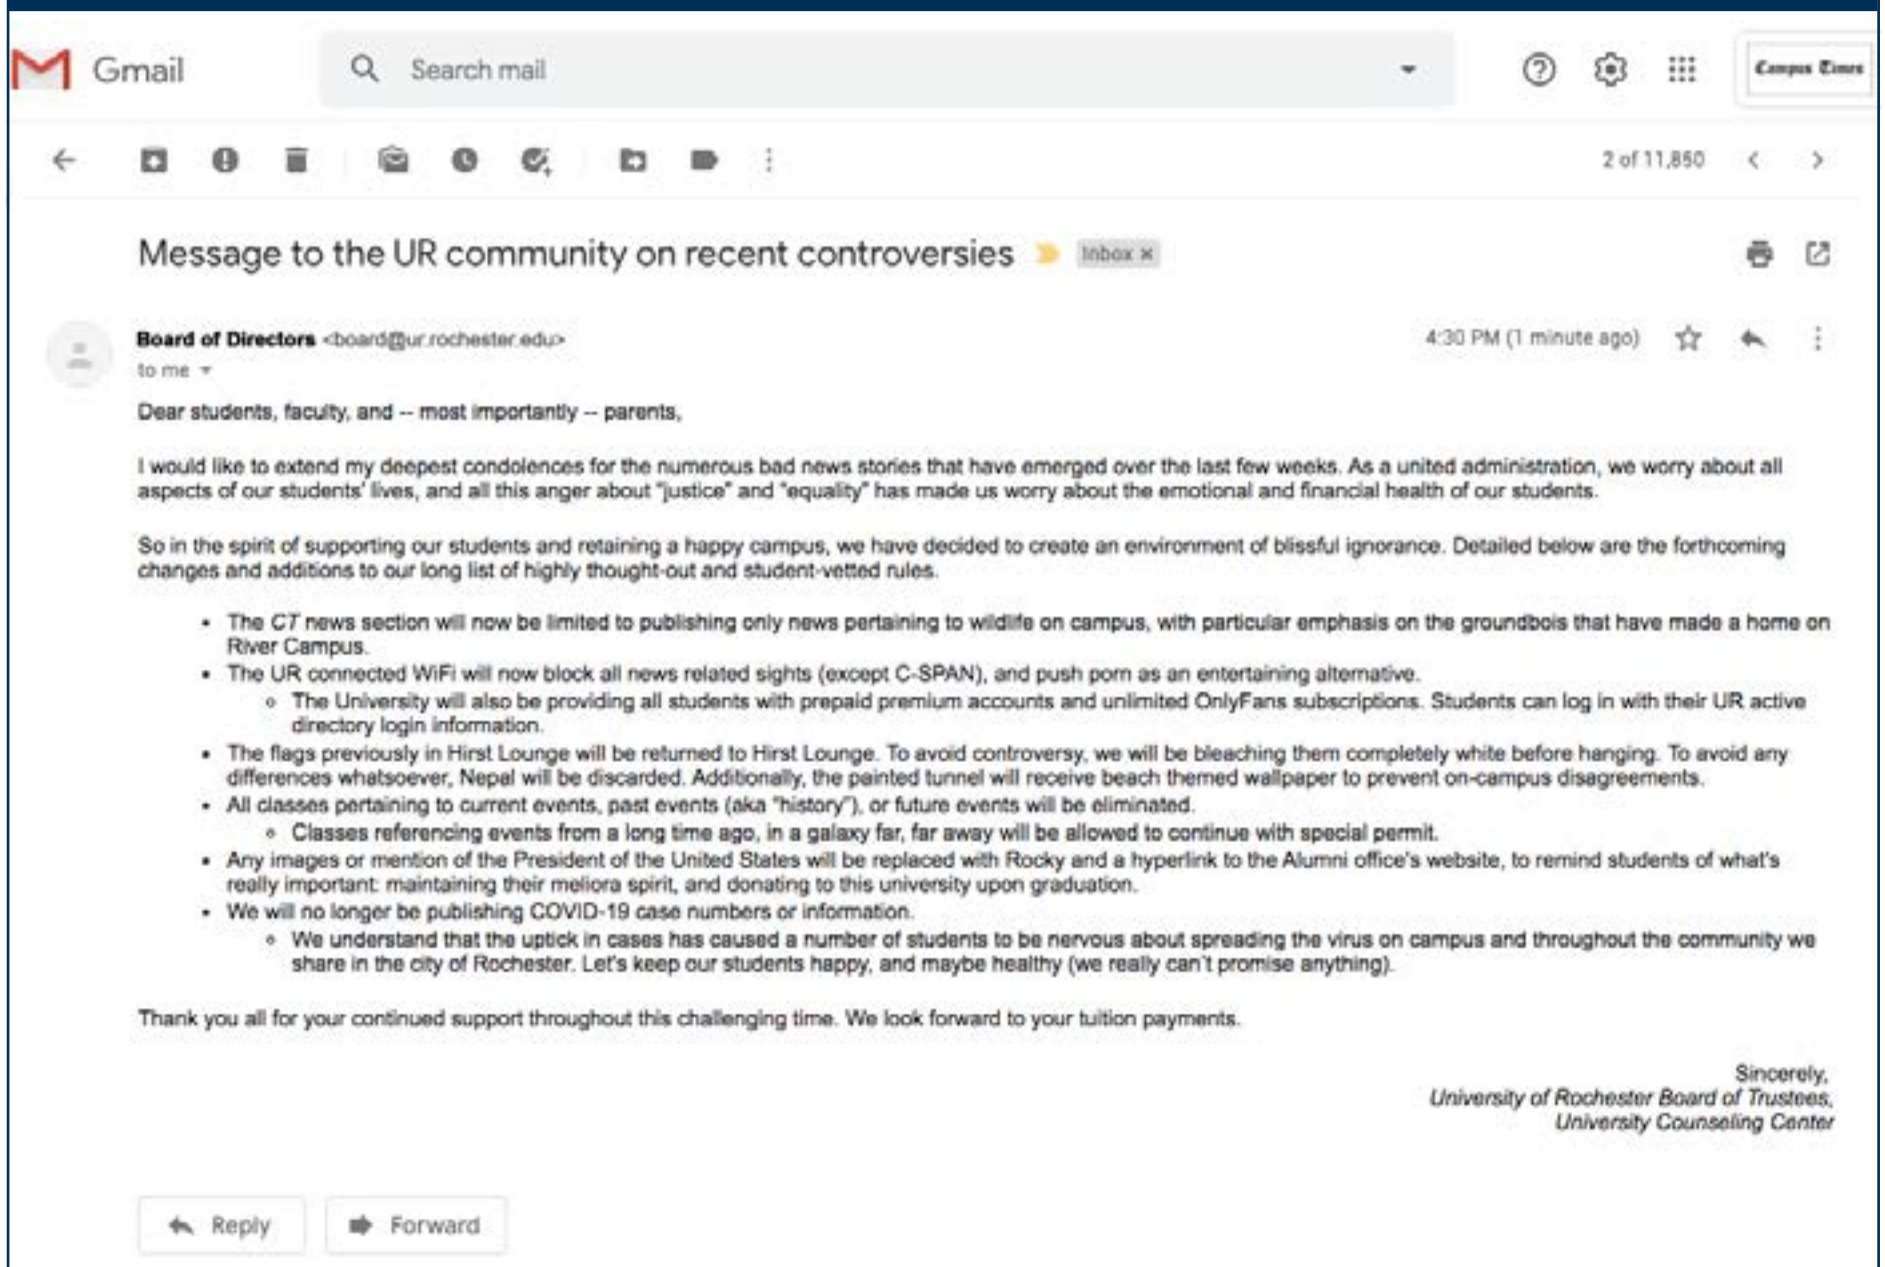 Gmail
Search mail
Campus Times
2 of 11,850
Message to the UR community on recent controversies
Inbox ×
Board of Directors <board@ur.rochester.edu>
4:30 PM (1 minute ago)
to me
Dear students, faculty, and -- most importantly -- parents,
I would like to extend my deepest condolences for the numerous bad news stories that have emerged over the last few weeks. As a united administration, we worry about all
aspects of our students' lives, and all this anger about "justice" and "equality" has made us worry about the emotional and financial health of our students.
So in the spirit of supporting our students and retaining a happy campus, we have decided to create an environment of blissful ignorance. Detailed below are the forthcoming
changes and additions to our long list of highly thought-out and student-vetted rules.
• The CT news section will now be limited to publishing only news pertaining to wildlife on campus, with particular emphasis on the groundbois that have made a home on
River Campus.
• The UR connected WiFi will now block all news related sights (except C-SPAN), and push porn as an entertaining alternative.
◦ The University will also be providing all students with prepaid premium accounts and unlimited OnlyFans subscriptions. Students can log in with their UR active
directory login information.
• The flags previously in Hirst Lounge will be returned to Hirst Lounge. To avoid controversy, we will be bleaching them completely white before hanging. To avoid any
differences whatsoever, Nepal will be discarded. Additionally, the painted tunnel will receive beach themed wallpaper to prevent on-campus disagreements.
• All classes pertaining to current events, past events (aka "history"), or future events will be eliminated.
◦ Classes referencing events from a long time ago, in a galaxy far, far away will be allowed to continue with special permit.
• Any images or mention of the President of the United States will be replaced with Rocky and a hyperlink to the Alumni office's website, to remind students of what's
really important: maintaining their meliora spirit, and donating to this university upon graduation.
• We will no longer be publishing COVID-19 case numbers or information.
◦ We understand that the uptick in cases has caused a number of students to be nervous about spreading the virus on campus and throughout the community we
share in the city of Rochester. Let's keep our students happy, and maybe healthy (we really can't promise anything).
Thank you all for your continued support throughout this challenging time. We look forward to your tuition payments.
Sincerely,
University of Rochester Board of Trustees,
University Counseling Center
Reply
Forward